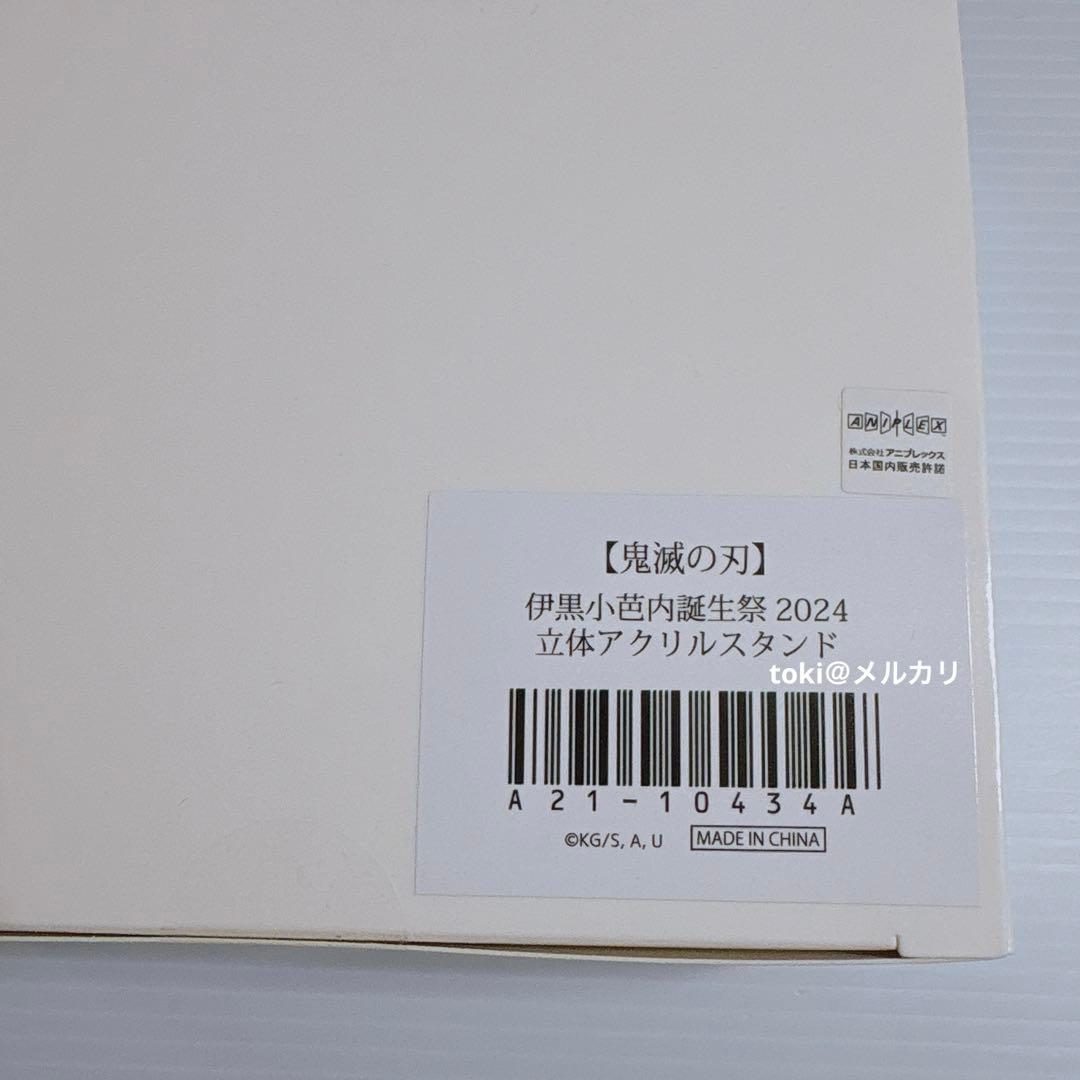 ANIPLEX
株式会社アニプレックス
日本国内販売許諾
【鬼滅の刃】
伊黒小芭内誕生祭 2024
立体アクリルスタンド
toki@メルカリ
A21-10434A
©KG/S, A, U MADE IN CHINA